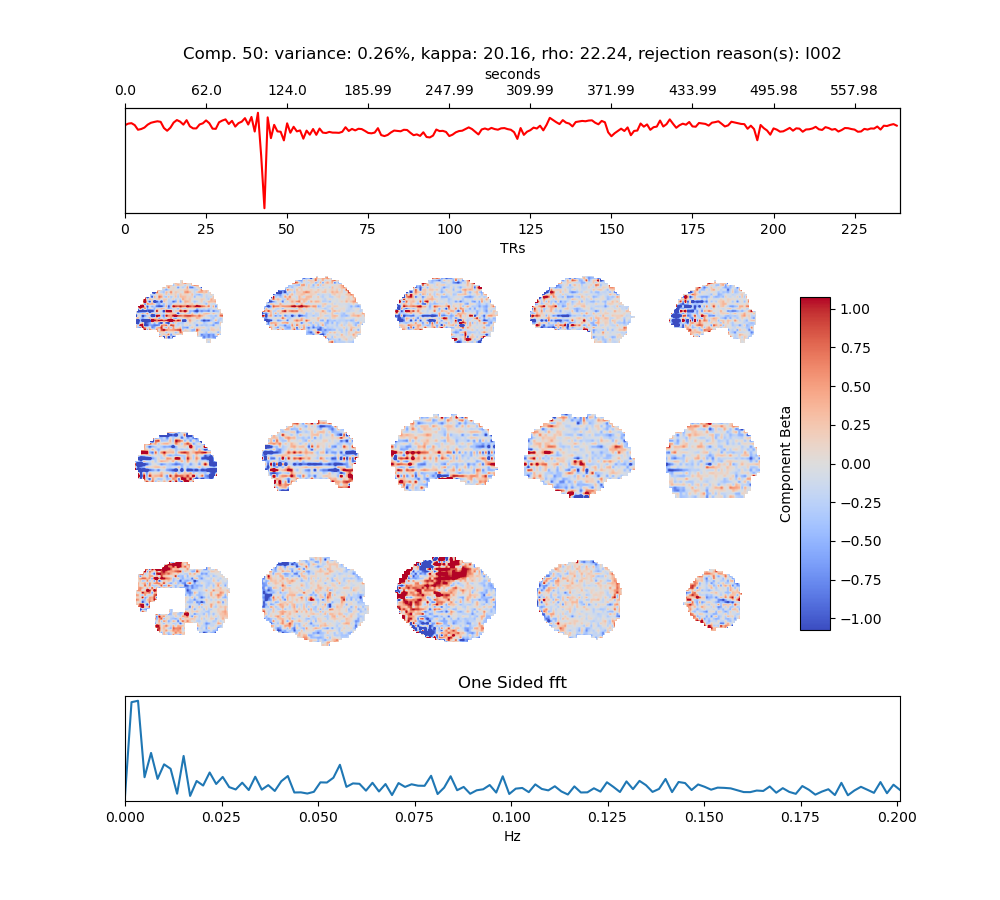 Comp. 50: variance: 0.26%, kappa: 20.16, rho: 22.24, rejection reason(s): I002
seconds
0.0 62.0 124.0 185.99 247.99 309.99 371.99 433.99 495.98 557.98
0 25 50 75 100 125 150 175 200 225
TRs
1.00
0.75
0.50
0.25
0.00
−0.25
−0.50
−0.75
−1.00
Component Beta
One Sided fft
0.000 0.025 0.050 0.075 0.100 0.125 0.150 0.175 0.200
Hz